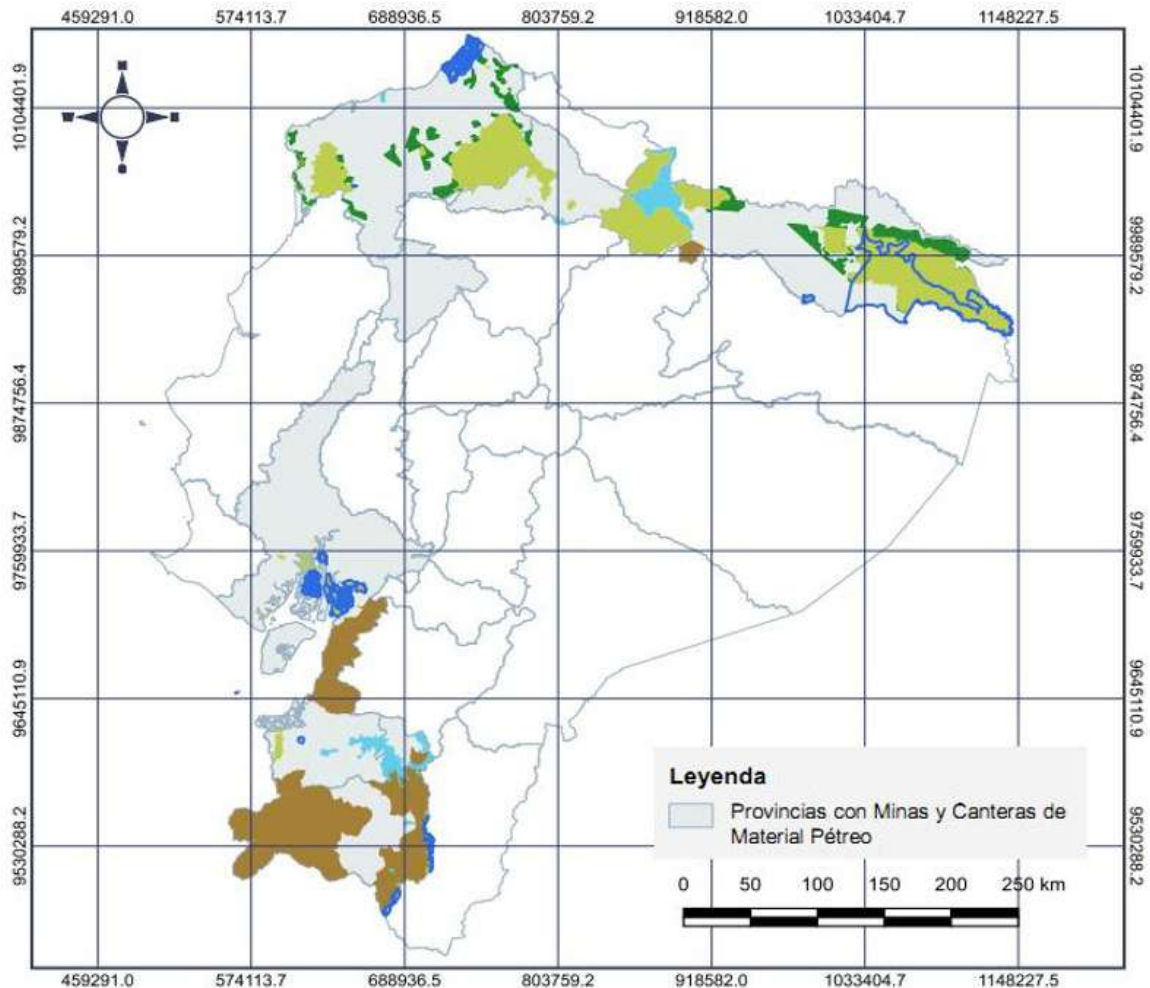 459291.0 574113.7 688936.5 803759.2 918582.0 1033404.7 1148227.5
10104401.9 10104401.9
9989579.2 9989579.2
9874756.4 9874756.4
9759933.7 9759933.7
9645110.9 9645110.9
9530288.2 9530288.2
Leyenda
Provincias con Minas y Canteras de
Material Pétreo
0 50 100 150 200 250 km
459291.0 574113.7 688936.5 803759.2 918582.0 1033404.7 1148227.5